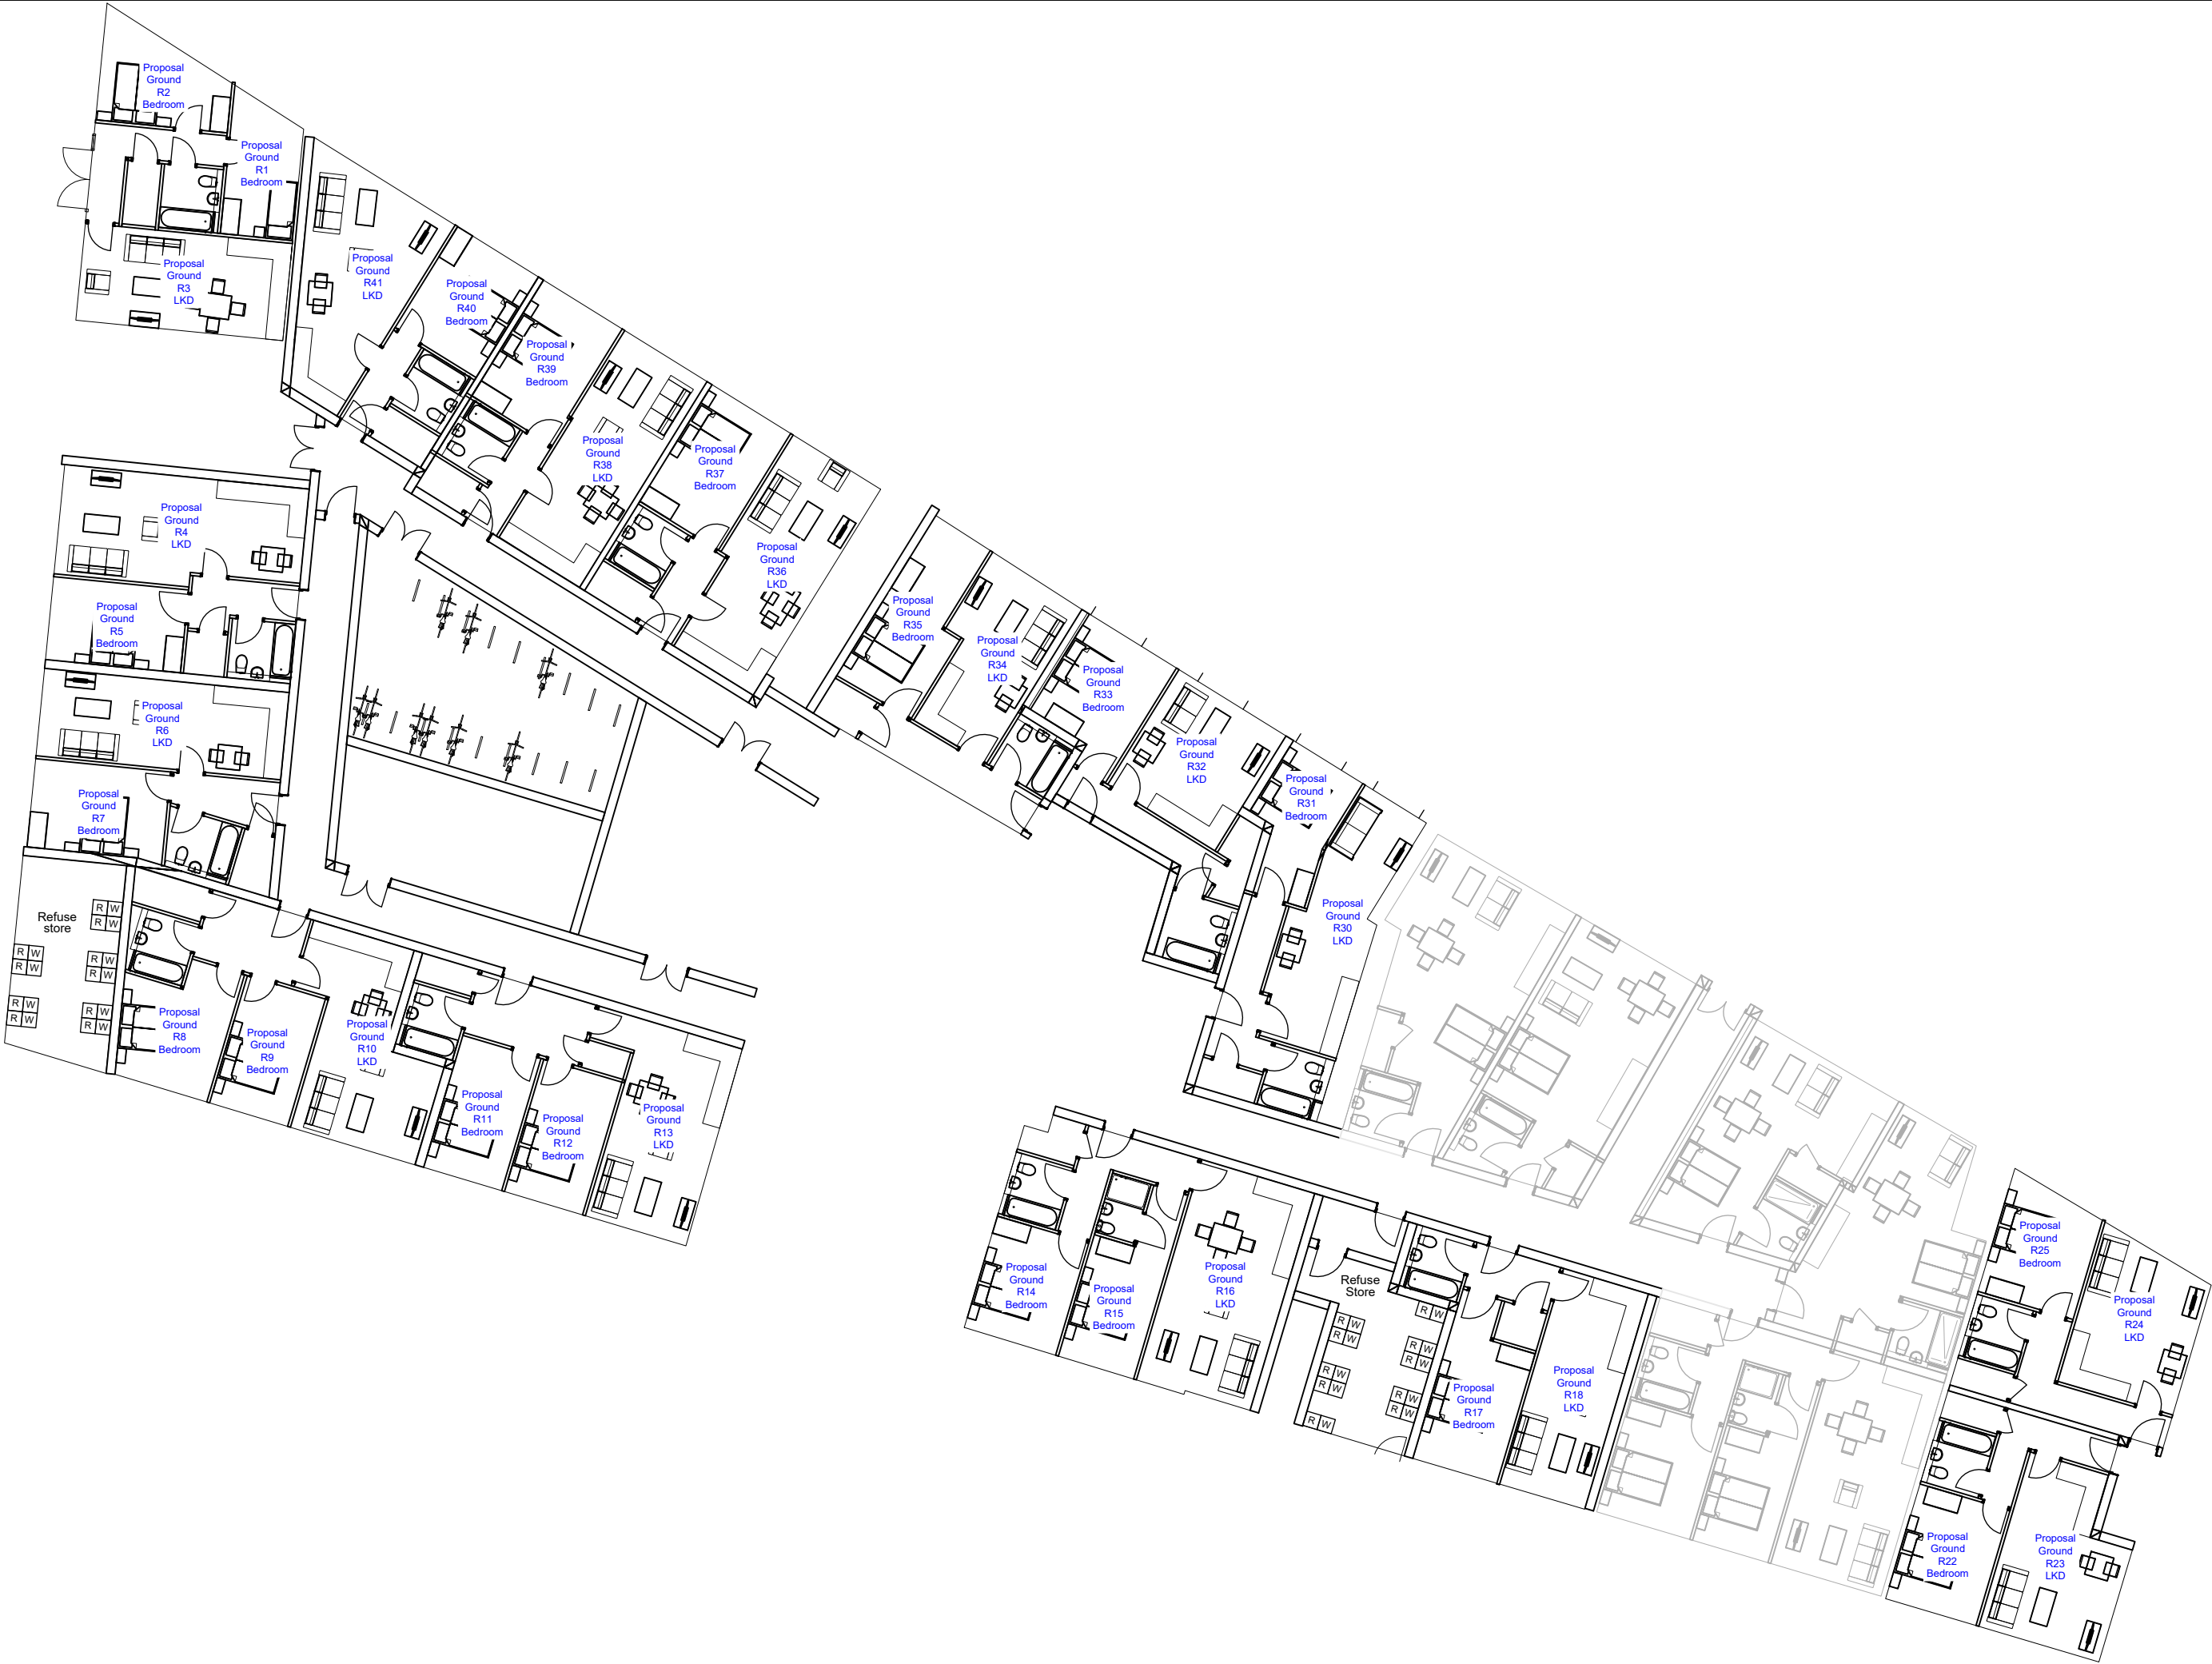 Proposal
Ground
R2
Bedroom
Proposal
Ground
R1
Bedroom
Proposal
Ground
R3
LKD
Proposal
Ground
R41
LKD
Proposal
Ground
R40
Bedroom
Proposal
Ground
R39
Bedroom
Proposal
Ground
R38
LKD
Proposal
Ground
R37
Bedroom
Proposal
Ground
R36
LKD
Proposal
Ground
R4
LKD
Proposal
Ground
R5
Bedroom
Proposal
Ground
R6
LKD
Proposal
Ground
R7
Bedroom
Proposal
Ground
R35
Bedroom
Proposal
Ground
R34
LKD
Proposal
Ground
R33
Bedroom
Proposal
Ground
R32
LKD
Proposal
Ground
R31
Bedroom
Proposal
Ground
R30
LKD
Refuse
store
R W
R W
R W
R W
R W
R W
R W
R W
R W
R W
Proposal
Ground
R8
Bedroom
Proposal
Ground
R9
Bedroom
Proposal
Ground
R10
LKD
Proposal
Ground
R11
Bedroom
Proposal
Ground
R12
Bedroom
Proposal
Ground
R13
LKD
Proposal
Ground
R14
Bedroom
Proposal
Ground
R15
Bedroom
Proposal
Ground
R16
LKD
Refuse
Store
R W
R W
R W
R W
R W
R W
R W
R W
R W
R W
Proposal
Ground
R17
Bedroom
Proposal
Ground
R18
LKD
Proposal
Ground
R25
Bedroom
Proposal
Ground
R24
LKD
Proposal
Ground
R22
Bedroom
Proposal
Ground
R23
LKD